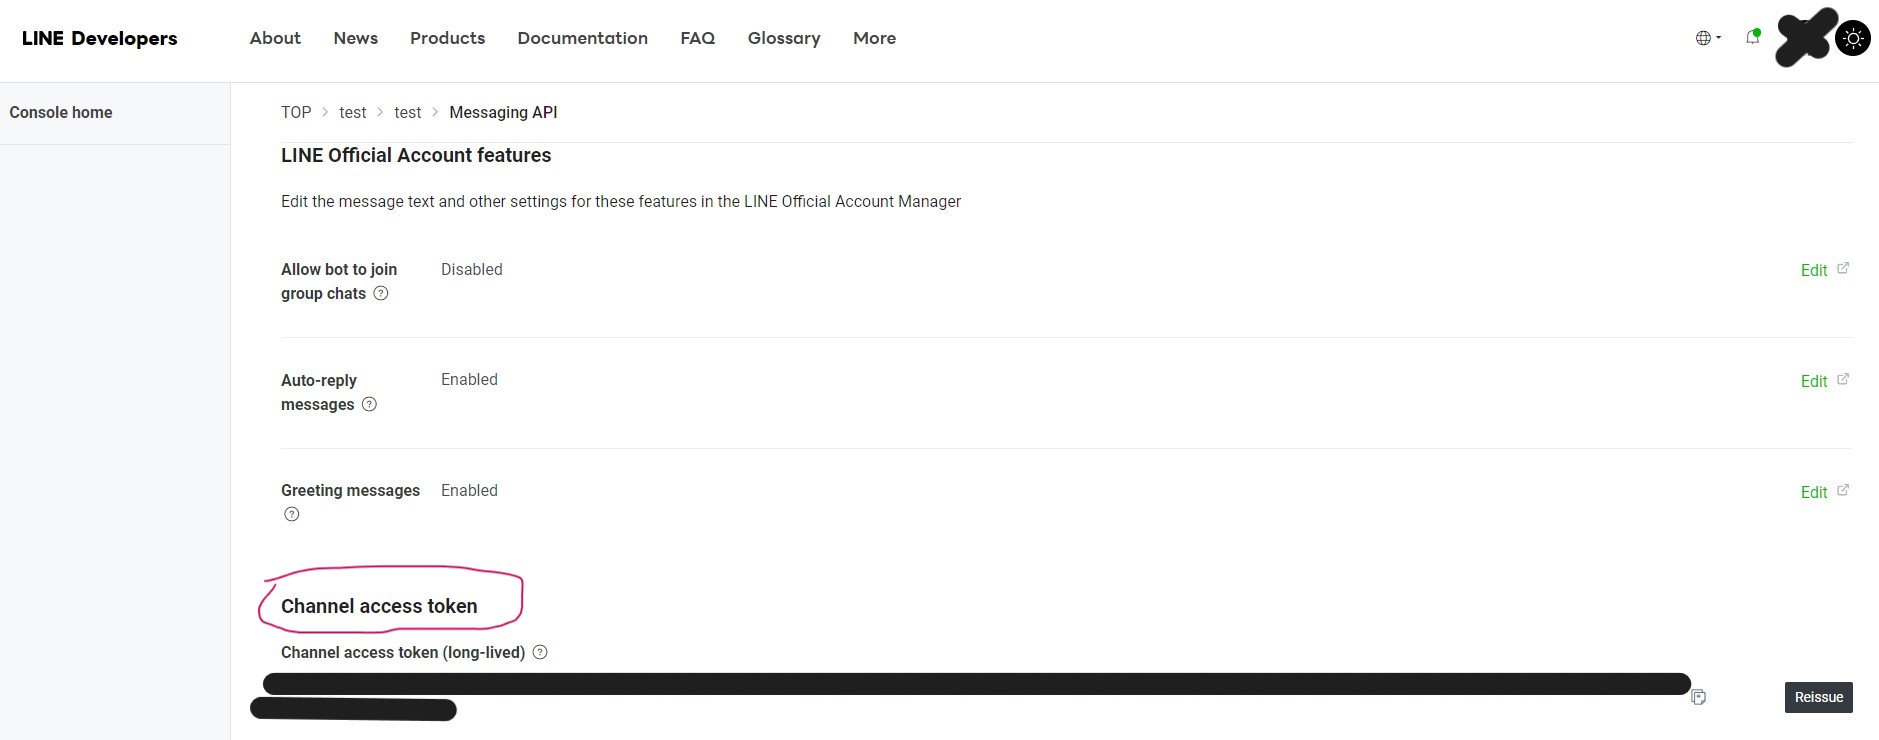 LINE Developers
About
News
Products
Documentation
FAQ
Glossary
More
Console home
TOP > test > test > Messaging API
LINE Official Account features
Edit the message text and other settings for these features in the LINE Official Account Manager
Allow bot to join
group chats ?
Disabled
Edit
Auto-reply
messages ?
Enabled
Edit
Greeting messages
?
Enabled
Edit
Channel access token
Channel access token (long-lived) ?
Reissue